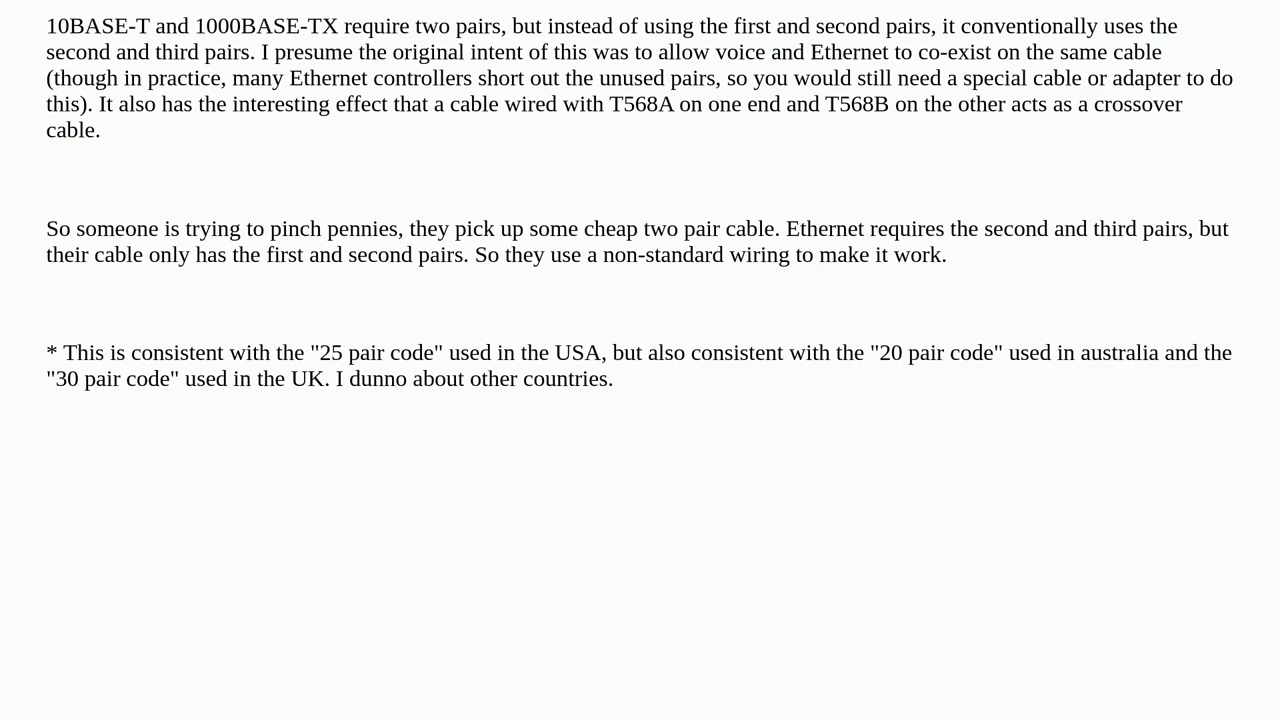 10BASE-T and 1000BASE-TX require two pairs, but instead of using the first and second pairs, it conventionally uses the
second and third pairs. I presume the original intent of this was to allow voice and Ethernet to co-exist on the same cable
(though in practice, many Ethernet controllers short out the unused pairs, so you would still need a special cable or adapter to do
this). It also has the interesting effect that a cable wired with T568A on one end and T568B on the other acts as a crossover
cable.
So someone is trying to pinch pennies, they pick up some cheap two pair cable. Ethernet requires the second and third pairs, but
their cable only has the first and second pairs. So they use a non-standard wiring to make it work.
* This is consistent with the "25 pair code" used in the USA, but also consistent with the "20 pair code" used in australia and the
"30 pair code" used in the UK. I dunno about other countries.